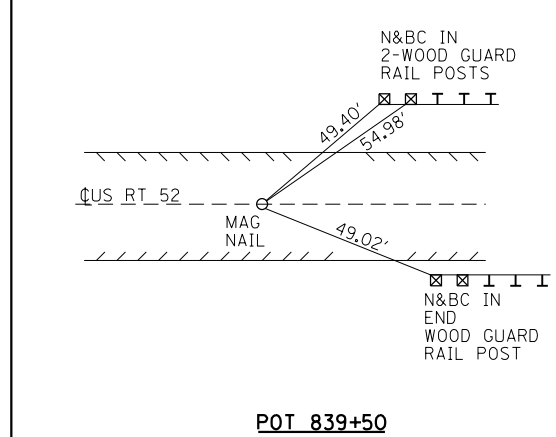 N&BC IN
2-WOOD GUARD
RAIL POSTS
49.40'
54.98'
℄US RT 52
MAG
NAIL
49.02'
N&BC IN
END
WOOD GUARD
RAIL POST
POT 839+50